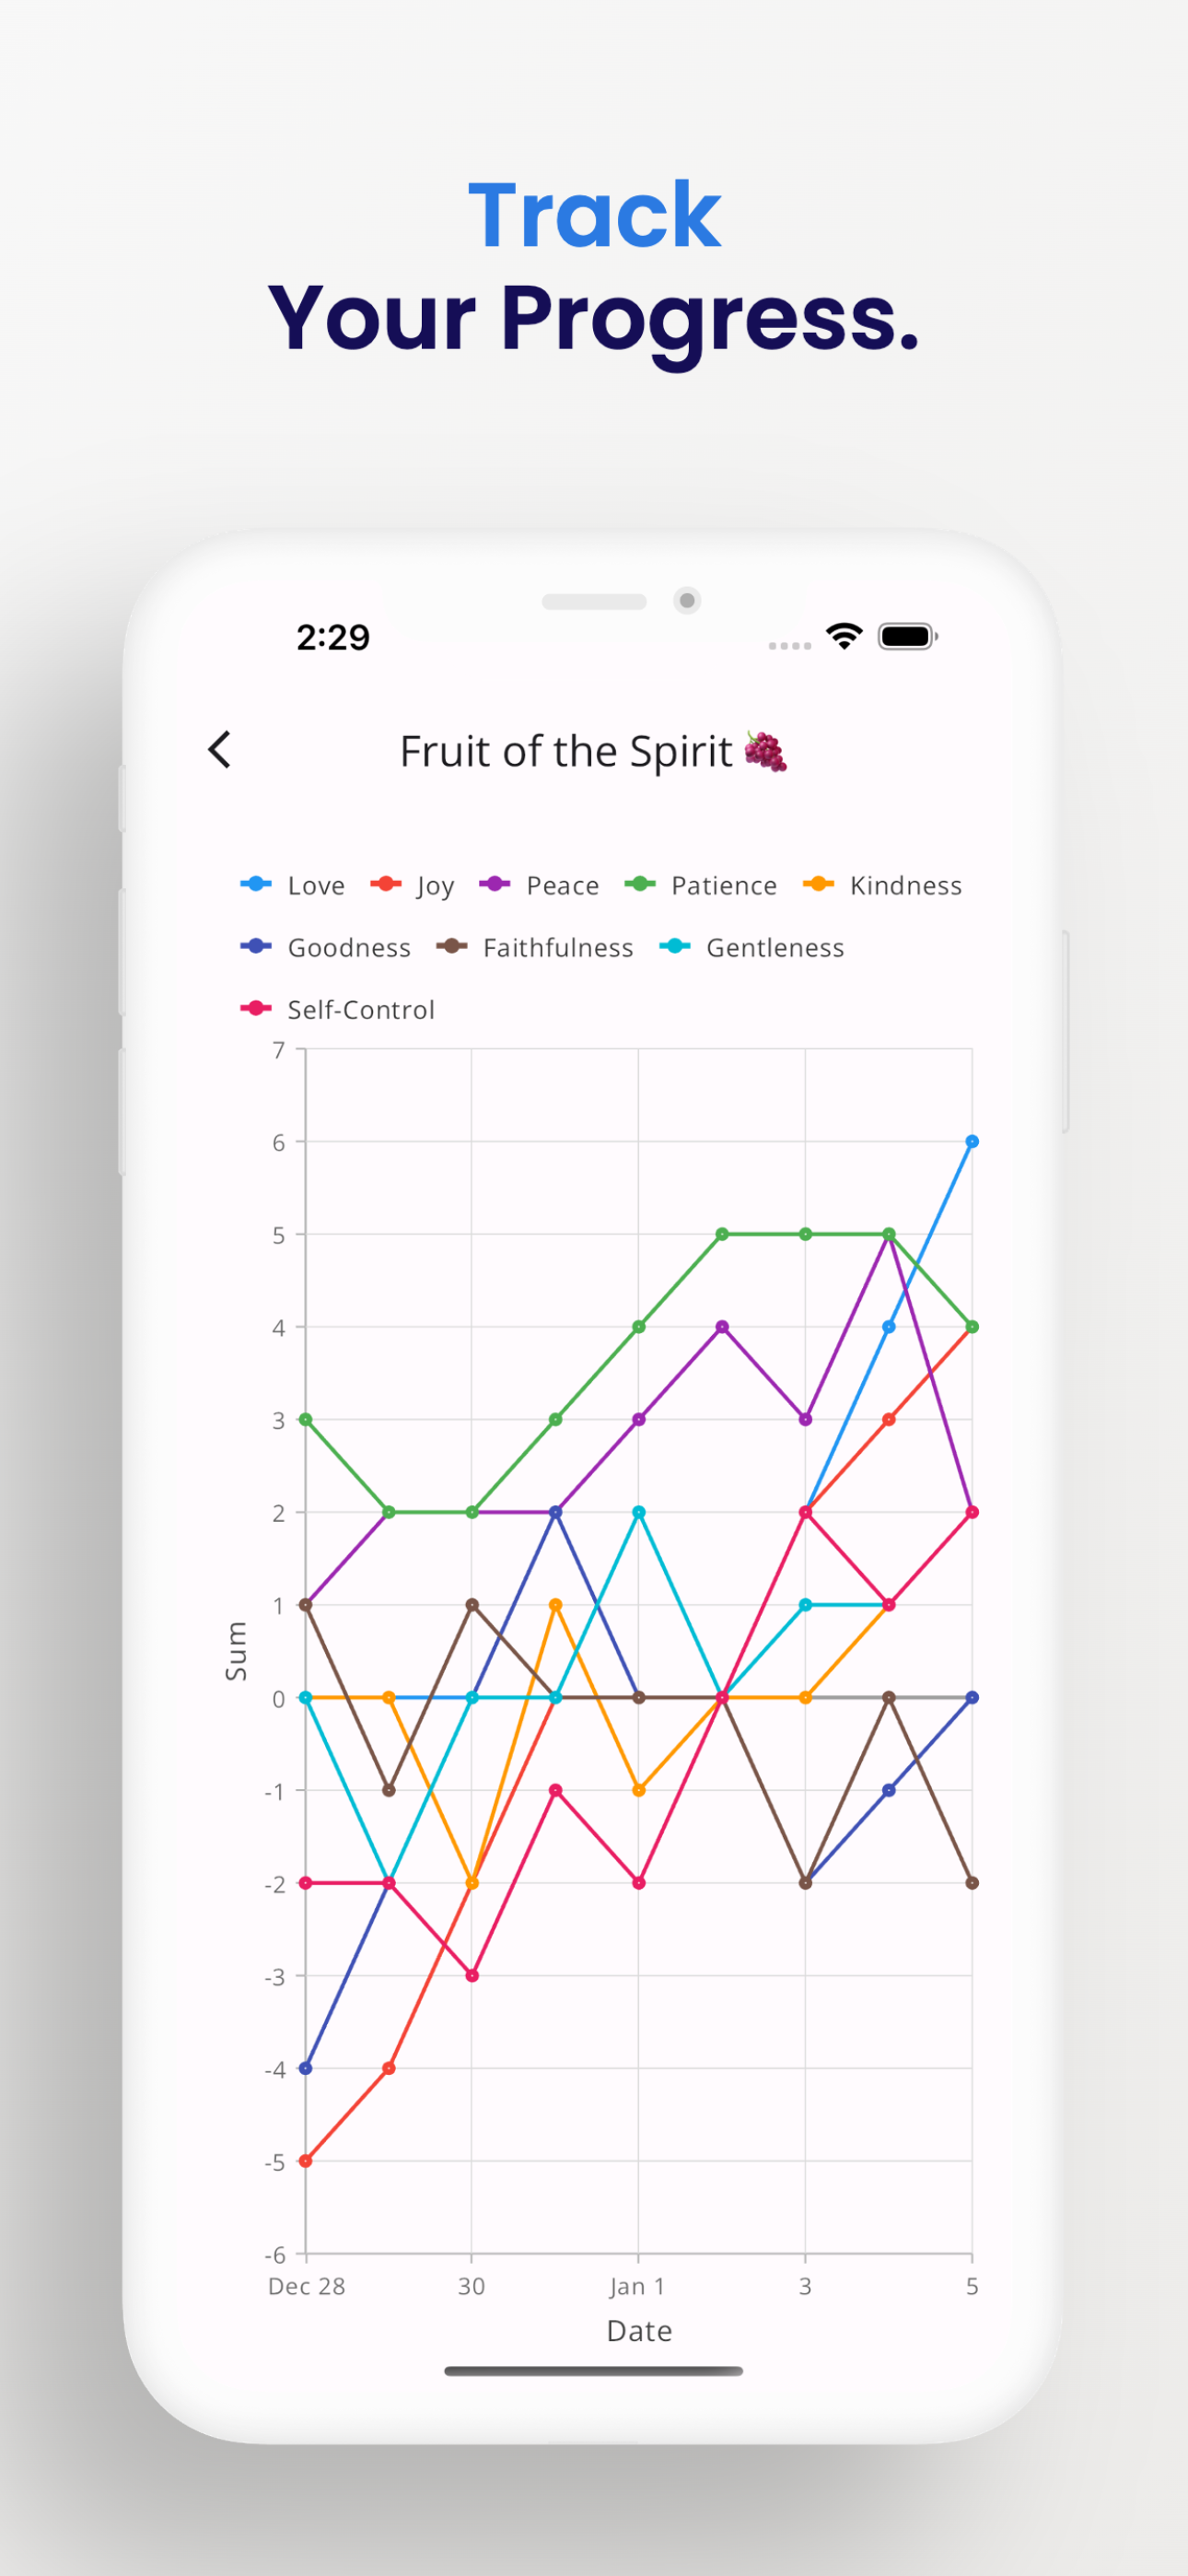 Track
Your Progress.
2:29
Fruit of the Spirit 🍇
Love Joy Peace Patience Kindness
Goodness Faithfulness Gentleness
Self-Control
7
6
5
4
3
2
1
0
-1
-2
-3
-4
-5
-6
Sum
Dec 28 30 Jan 1 3 5
Date